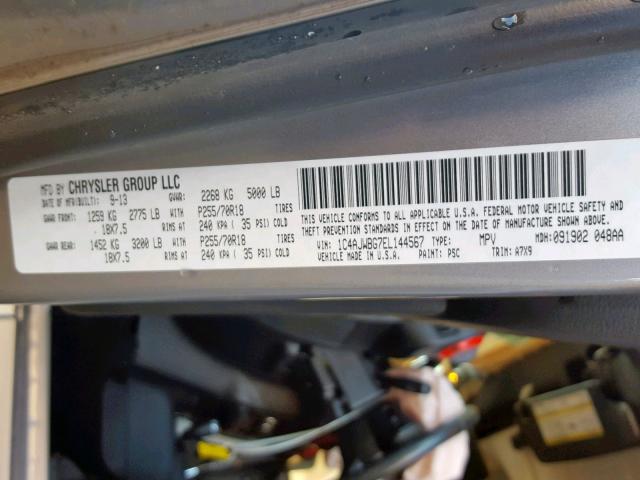 MFD BY CHRYSLER GROUP LLC
DATE OF MFR(BUILT): 9-13 GVWR: 2268 KG 5000 LB
GAWR FRONT: 1259 KG 2775 LB WITH P255/70R18 TIRES
18X7.5 RIMS AT 240 KPA ( 35 PSI) COLD
GAWR REAR: 1452 KG 3200 LB WITH P255/70R18 TIRES
18X7.5 RIMS AT 240 KPA ( 35 PSI) COLD
THIS VEHICLE CONFORMS TO ALL APPLICABLE U.S.A. FEDERAL MOTOR VEHICLE SAFETY AND
THEFT PREVENTION STANDARDS IN EFFECT ON THE DATE OF MANUFACTURE SHOWN ABOVE.
VIN: 1C4AJWBG7EL144567 TYPE: MPV MDH: 091902 048AA
VEHICLE MADE IN U.S.A. PAINT: PSC TRIM: A7X9